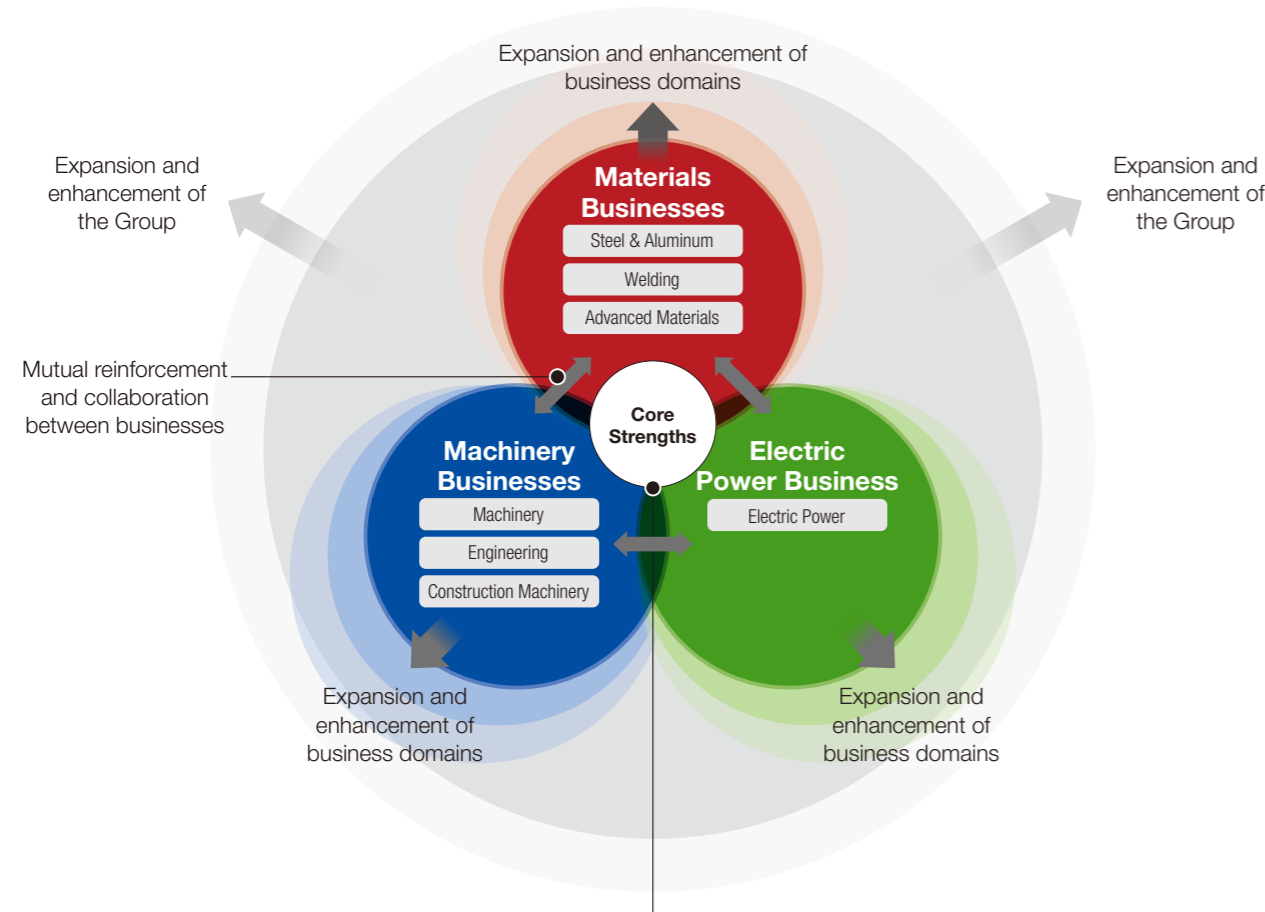 Expansion and enhancement of
business domains
Expansion and
enhancement of
the Group
Expansion and
enhancement of
the Group
Materials
Businesses
Steel & Aluminum
Welding
Advanced Materials
Mutual reinforcement
and collaboration
between businesses
Core
Strengths
Machinery
Businesses
Machinery
Engineering
Construction Machinery
Electric
Power Business
Electric Power
Expansion and
enhancement of
business domains
Expansion and
enhancement of
business domains